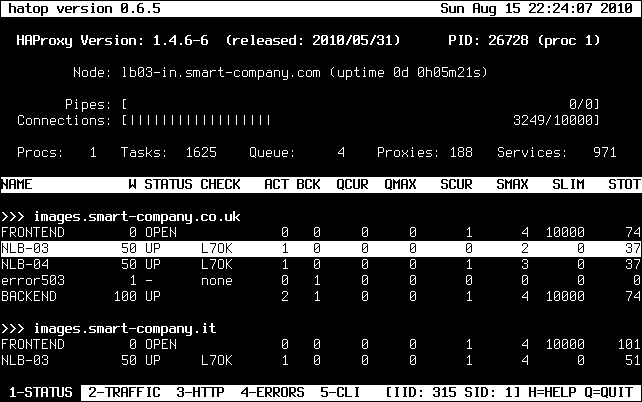 hatop version 0.6.5 Sun Aug 15 22:24:07 2010
HAProxy Version: 1.4.6-6 (released: 2010/05/31) PID: 26728 (proc 1)
Node: lb03-in.smart-company.com (uptime 0d 0h05m21s)
Pipes: [ 0/0]
Connections: [|||||||||||||||||| 3249/10000]
Procs: 1 Tasks: 1625 Queue: 4 Proxies: 188 Services: 971
NAME W STATUS CHECK ACT BCK QCUR QMAX SCUR SMAX SLIM STOT
>>> images.smart-company.co.uk
FRONTEND 0 OPEN 0 0 0 0 1 4 10000 74
NLB-03 50 UP L7OK 1 0 0 0 0 2 0 37
NLB-04 50 UP L7OK 1 0 0 0 1 3 0 37
error503 1 - none 0 1 0 0 0 0 0 0
BACKEND 100 UP 2 1 0 0 1 4 10000 74
>>> images.smart-company.it
FRONTEND 0 OPEN 0 0 0 0 1 4 10000 101
NLB-03 50 UP L7OK 1 0 0 0 1 4 0 51
1-STATUS 2-TRAFFIC 3-HTTP 4-ERRORS 5-CLI [IID: 315 SID: 1] H=HELP Q=QUIT